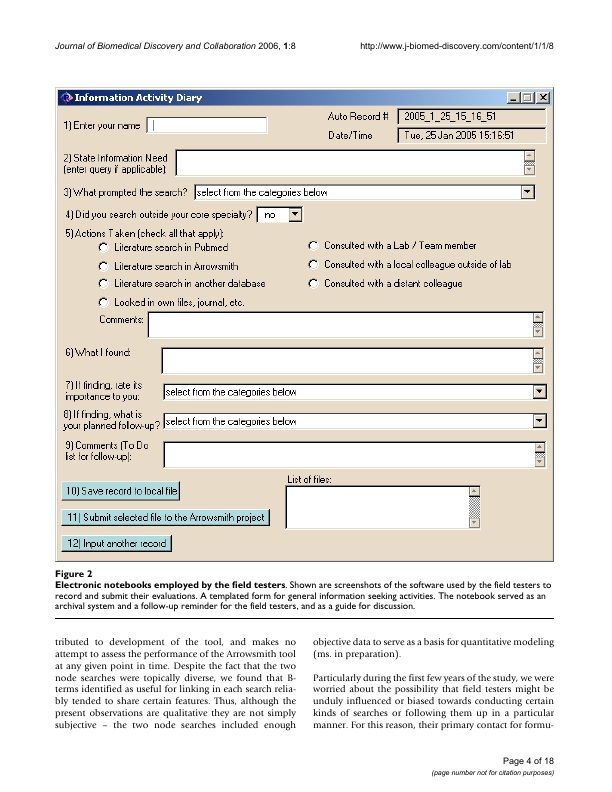 Journal of Biomedical Discovery and Collaboration 2006, 1:8
http://www.j-biomed-discovery.com/content/1/1/8
Information Activity Diary
1) Enter your name
Auto Record #
2005_1_25_15_16_51
Date/Time
Tue, 25 Jan 2005 15:16:51
2) State Information Need
(enter query if applicable):
3) What prompted the search?
select from the categories below
4) Did you search outside your core specialty?
no
5) Actions Taken (check all that apply):
Literature search in Pubmed
Literature search in Arrowsmith
Literature search in another database
Looked in own files, journal, etc.
Consulted with a Lab / Team member
Consulted with a local colleague outside of lab
Consulted with a distant colleague
Comments:
6) What I found:
7) If finding, rate its
importance to you:
select from the categories below
8) If finding, what is
your planned follow-up?
select from the categories below
9) Comments (To Do
list for follow-up):
10) Save record to local file
11) Submit selected file to the Arrowsmith project
12) Input another record
List of files:
Figure 2
Electronic notebooks employed by the field testers. Shown are screenshots of the software used by the field testers to
record and submit their evaluations. A templated form for general information seeking activities. The notebook served as an
archival system and a follow-up reminder for the field testers, and as a guide for discussion.
tributed to development of the tool, and makes no
attempt to assess the performance of the Arrowsmith tool
at any given point in time. Despite the fact that the two
node searches were topically diverse, we found that B-
terms identified as useful for linking in each search relia-
bly tended to share certain features. Thus, although the
present observations are qualitative they are not simply
subjective – the two node searches included enough
objective data to serve as a basis for quantitative modeling
(ms. in preparation).
Particularly during the first few years of the study, we were
worried about the possibility that field testers might be
unduly influenced or biased towards conducting certain
kinds of searches or following them up in a particular
manner. For this reason, their primary contact for formu-
Page 4 of 18
(page number not for citation purposes)